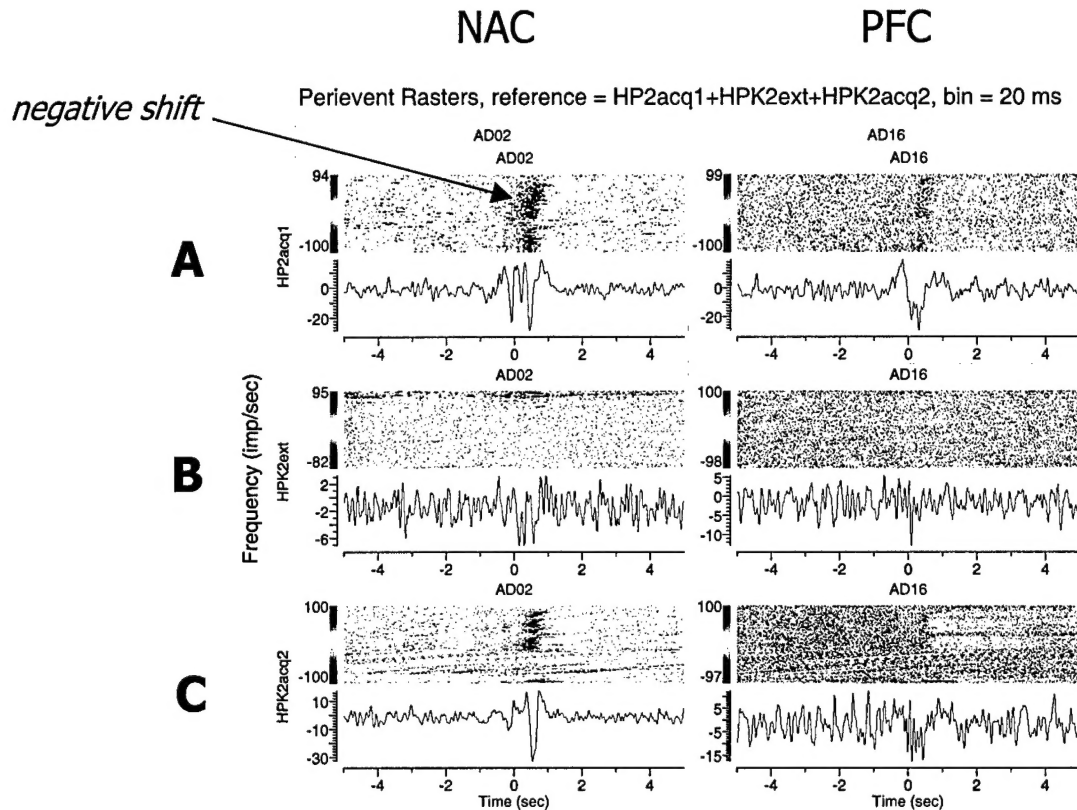 NAC PFC
negative shift
Perievent Rasters, reference = HP2acq1+HPK2ext+HPK2acq2, bin = 20 ms
AD02 AD16
AD02 AD16
A
HP2acq1
94
-100
0
-20
-4 -2 0 2 4
99
-100
0
-20
-4 -2 0 2 4
Frequency (imp/sec)
B
HPK2ext
AD02 AD16
95
-82
2
-2
-6
-4 -2 0 2 4
100
-98
5
0
-5
-10
-4 -2 0 2 4
C
HPK2acq2
AD02 AD16
100
-100
10
-10
-30
-4 -2 0 2 4
Time (sec)
100
-97
5
-5
-15
-4 -2 0 2 4
Time (sec)